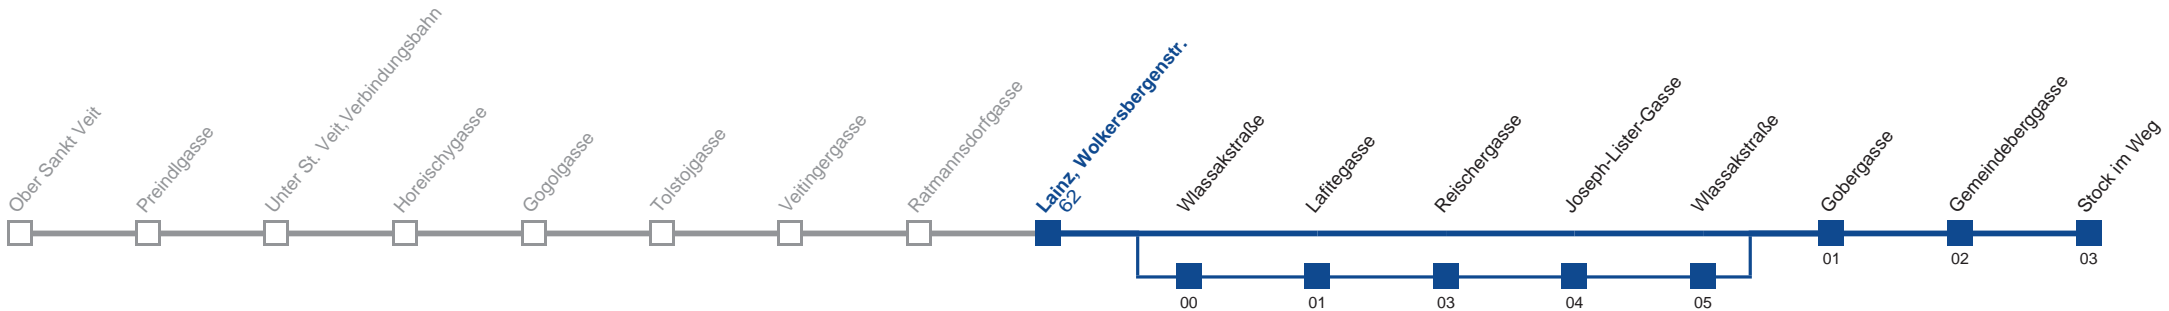 Ober Sankt Veit
Preindlgasse
Unter St. Veit,Verbindungsbahn
Horeischygasse
Gogolgasse
Tolstojgasse
Veitingergasse
Ratmannsdorfgasse
Lainz, Wolkersbergenstr.
62
Wlassakstraße
Lafitegasse
Reischergasse
Joseph-Lister-Gasse
Wlassakstraße
Gobergasse
Gemeindeberggasse
Stock im Weg
01
02
03
00
01
03
04
05